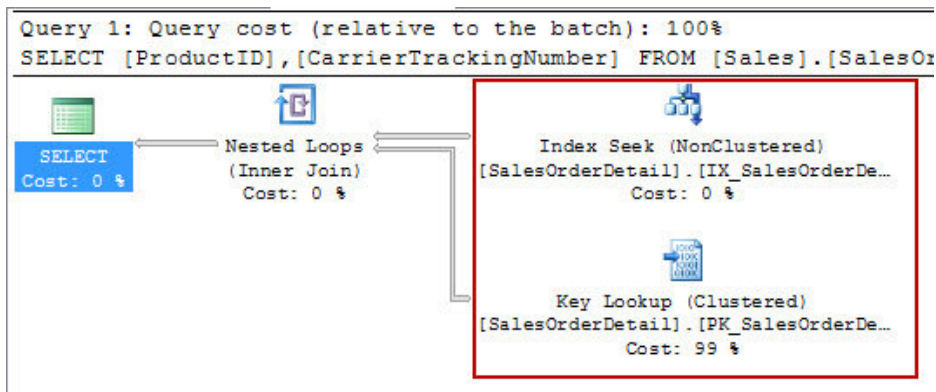 Query 1: Query cost (relative to the batch): 100%
SELECT [ProductID],[CarrierTrackingNumber] FROM [Sales].[SalesOr
SELECT
Cost: 0 %
Nested Loops
(Inner Join)
Cost: 0 %
Index Seek (NonClustered)
[SalesOrderDetail].[IX_SalesOrderDe…
Cost: 0 %
Key Lookup (Clustered)
[SalesOrderDetail].[PK_SalesOrderDe…
Cost: 99 %